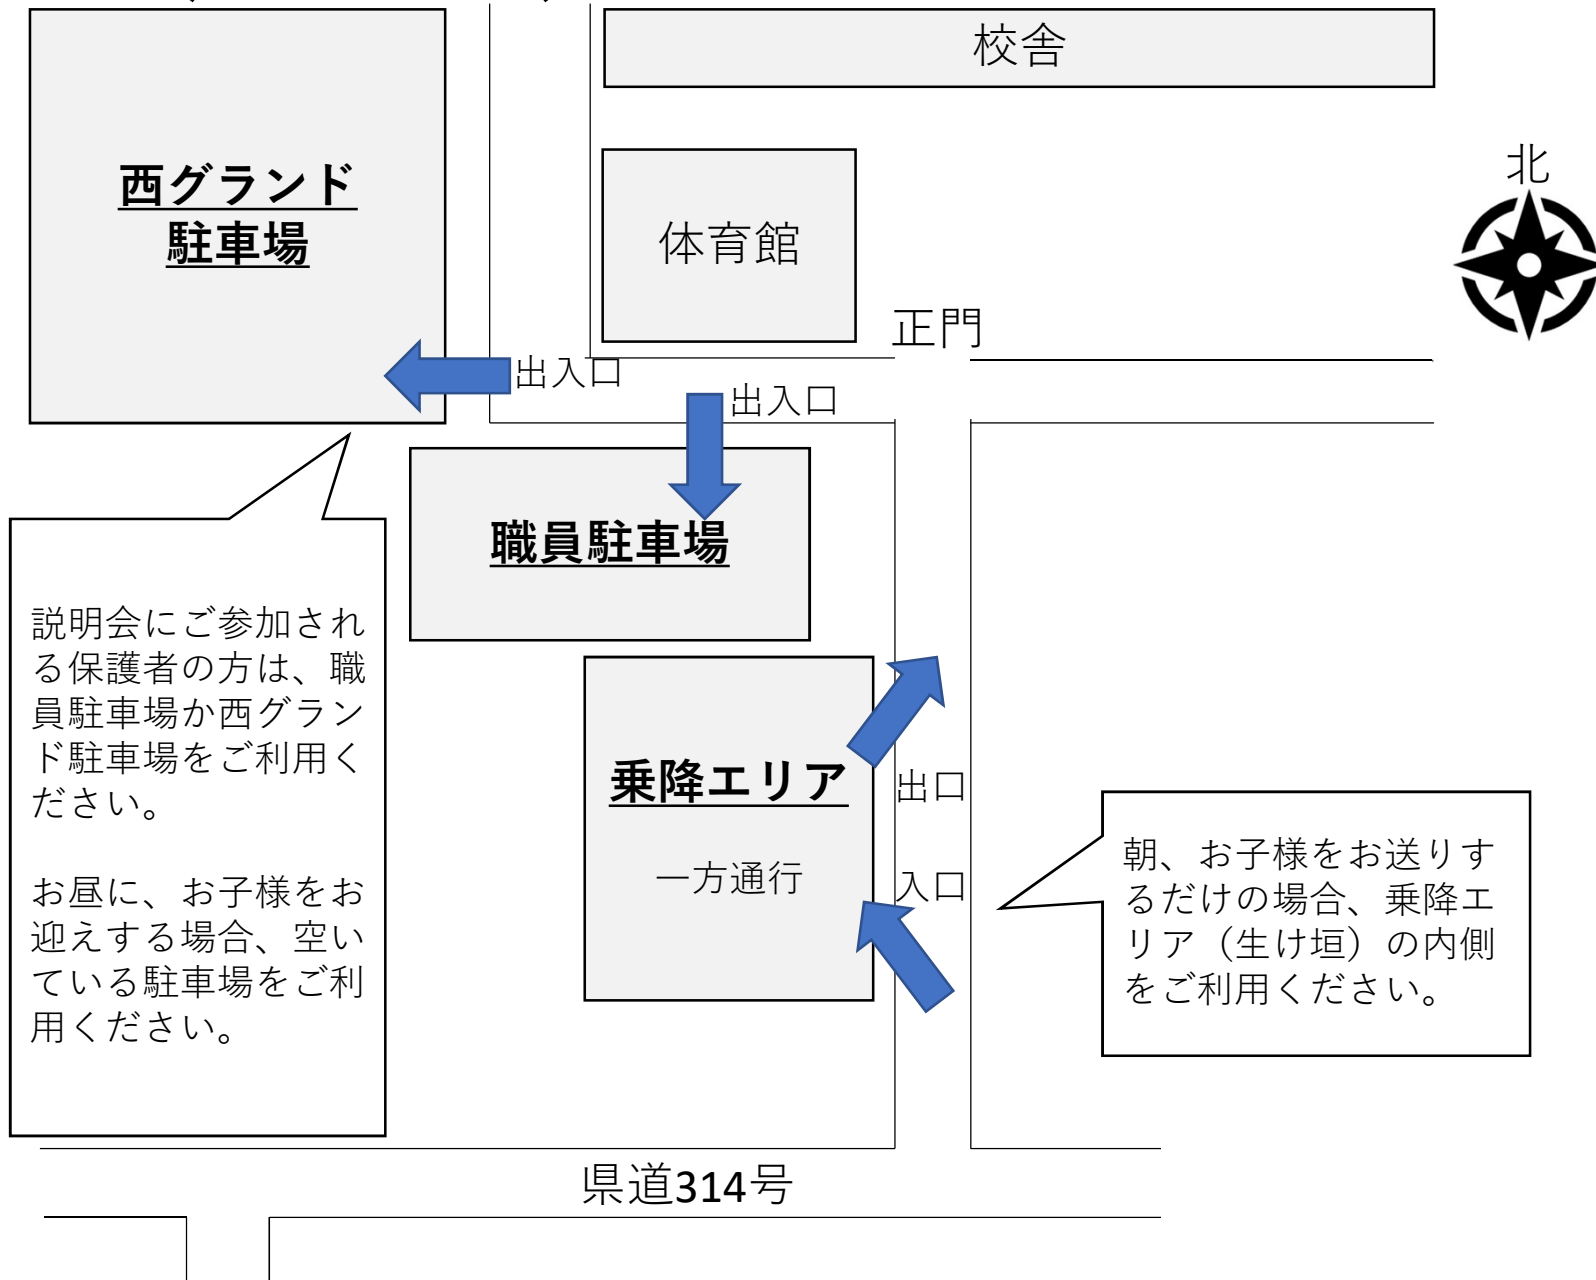 校舎
西グランド
駐車場
北
体育館
正門
出入口
出入口
職員駐車場
説明会にご参加され
る保護者の方は、職
員駐車場か西グラン
ド駐車場をご利用く
ださい。
お昼に、お子様をお
迎えする場合、空い
ている駐車場をご利
用ください。
乗降エリア
一方通行
出口
入口
朝、お子様をお送りす
るだけの場合、乗降エ
リア（生け垣）の内側
をご利用ください。
県道314号